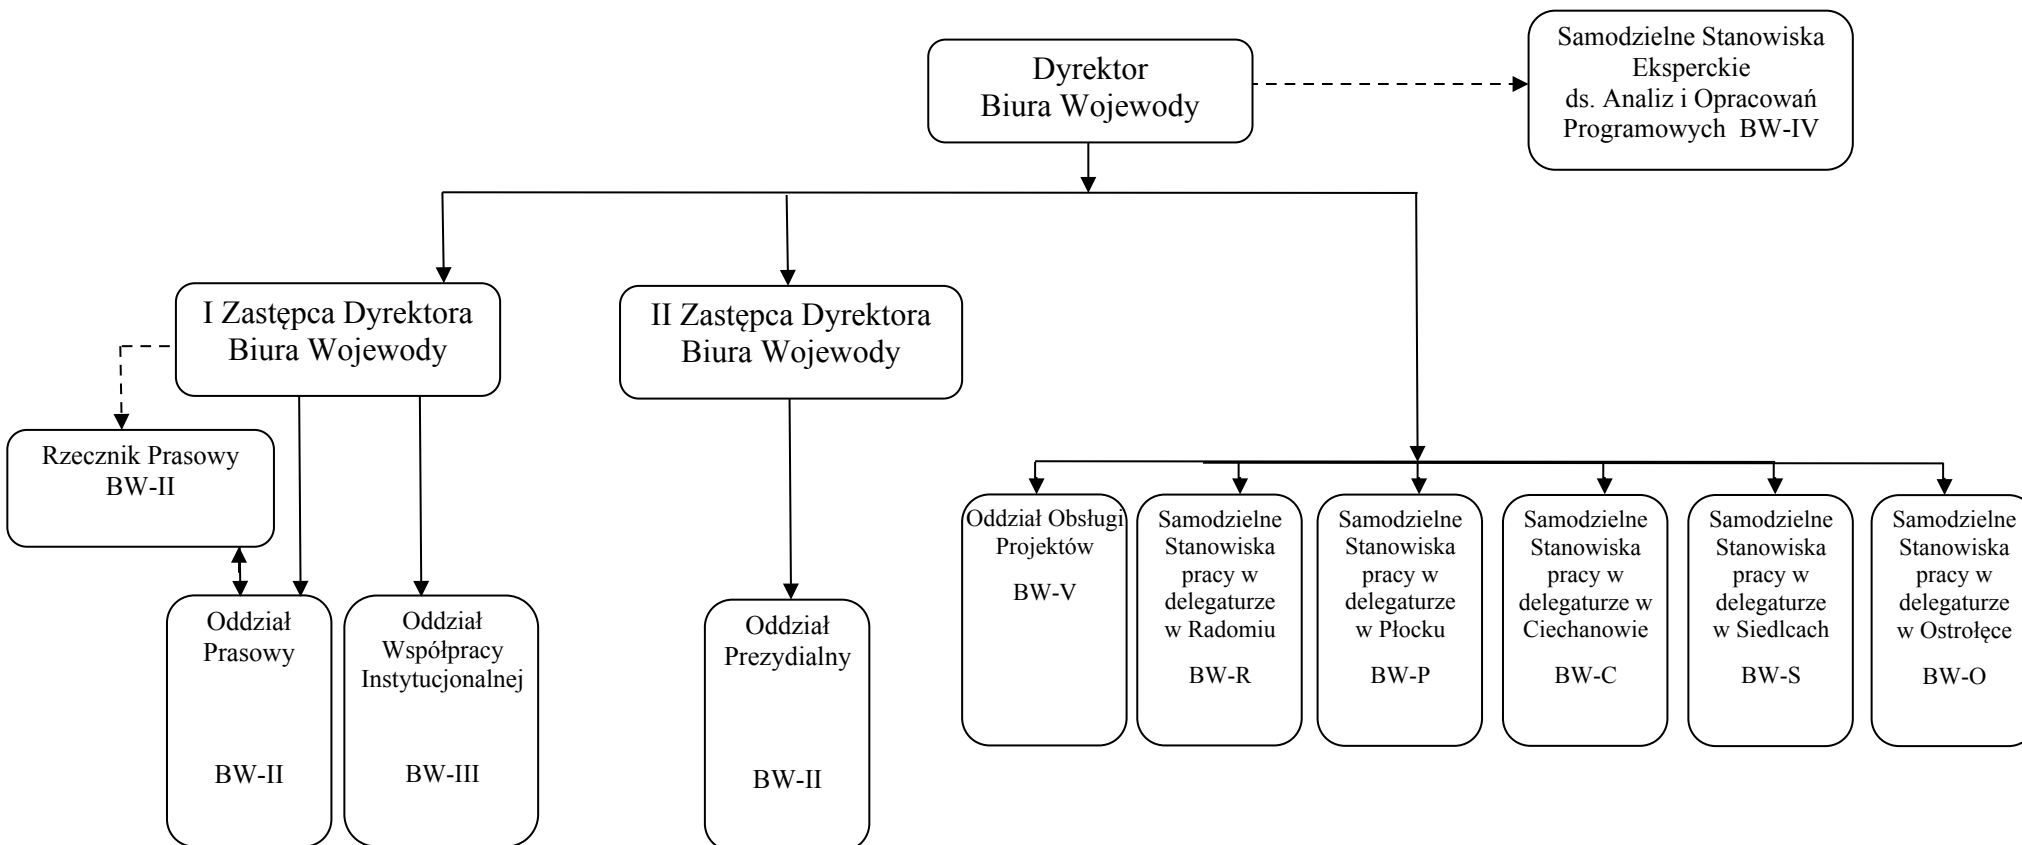 Dyrektor
Biura Wojewody
Samodzielne Stanowiska
Eksperckie
ds. Analiz i Opracowań
Programowych BW-IV
I Zastępca Dyrektora
Biura Wojewody
II Zastępca Dyrektora
Biura Wojewody
Rzecznik Prasowy
BW-II
Oddział
Prasowy
BW-II
Oddział
Współpracy
Instytucjonalnej
BW-III
Oddział
Prezydialny
BW-II
Oddział Obsługi
Projektów
BW-V
Samodzielne
Stanowiska
pracy w
delegaturze
w Radomiu
BW-R
Samodzielne
Stanowiska
pracy w
delegaturze
w Płocku
BW-P
Samodzielne
Stanowiska
pracy w
delegaturze w
Ciechanowie
BW-C
Samodzielne
Stanowiska
pracy w
delegaturze
w Siedlcach
BW-S
Samodzielne
Stanowiska
pracy w
delegaturze
w Ostrołęce
BW-O